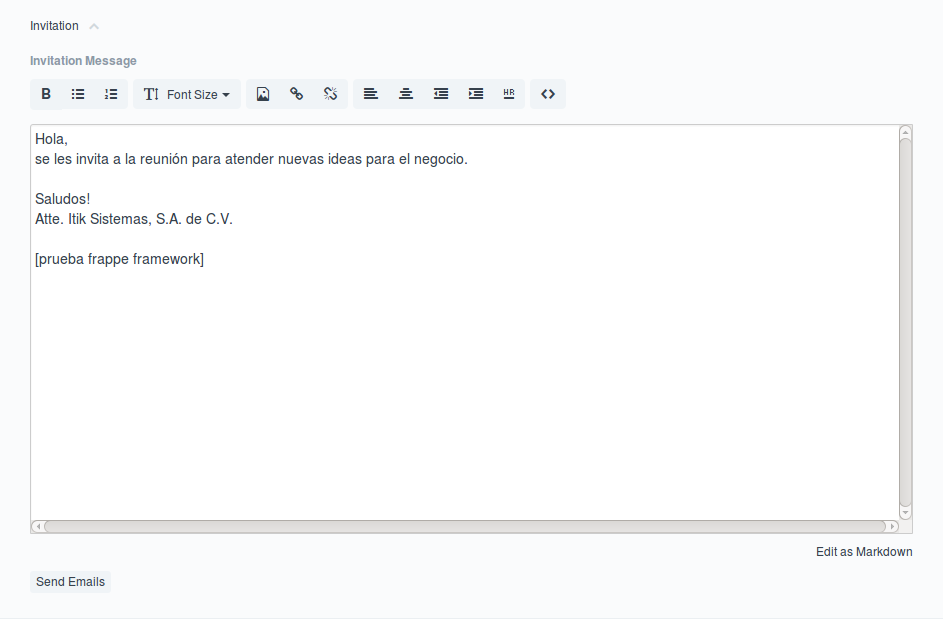 Invitation
Invitation Message
B Font Size HR <>
Hola,
se les invita a la reunión para atender nuevas ideas para el negocio.
Saludos!
Atte. Itik Sistemas, S.A. de C.V.
[prueba frappe framework]
Edit as Markdown
Send Emails